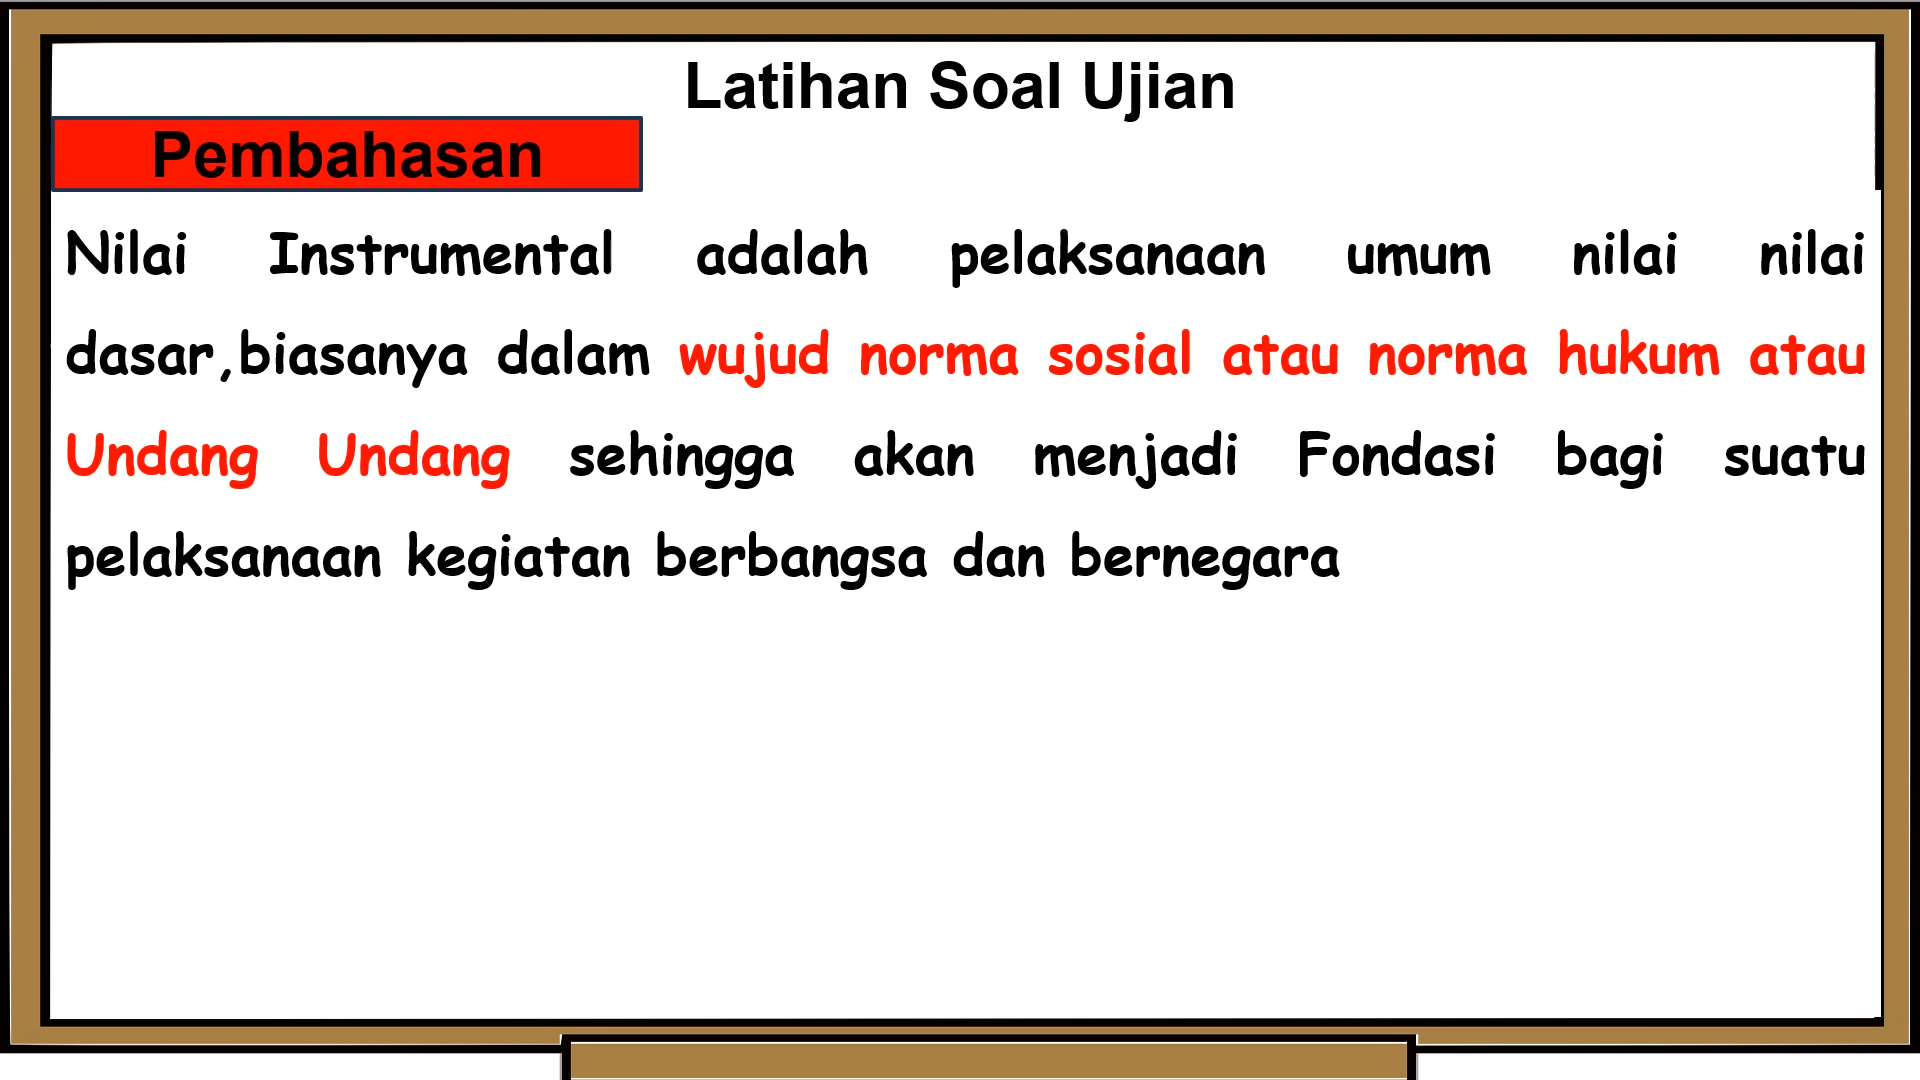 Latihan Soal Ujian
Pembahasan
Nilai Instrumental adalah pelaksanaan umum nilai nilai
dasar,biasanya dalam wujud norma sosial atau norma hukum atau
Undang Undang sehingga akan menjadi Fondasi bagi suatu
pelaksanaan kegiatan berbangsa dan bernegara